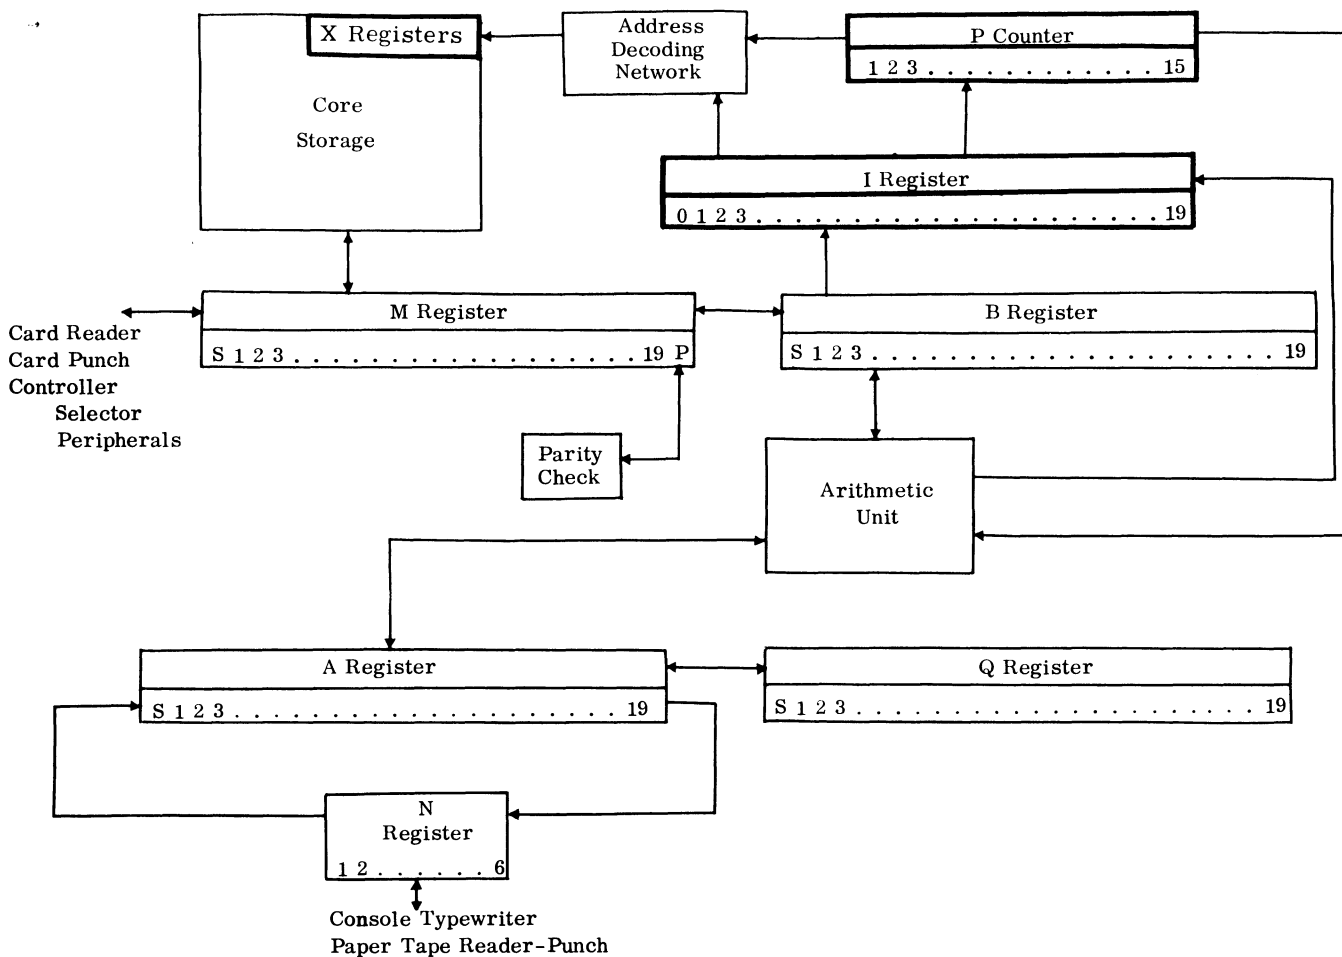 X Registers
Address
Decoding
Network
P Counter
1 2 3 . . . . . . . . . . . . 15
Core
Storage
I Register
0 1 2 3 . . . . . . . . . . . . . . . . . . . . . 19
M Register
S 1 2 3 . . . . . . . . . . . . . . . . . . 19 P
B Register
S 1 2 3 . . . . . . . . . . . . . . . . . . . . . 19
Card Reader
Card Punch
Controller
Selector
Peripherals
Parity
Check
Arithmetic
Unit
A Register
S 1 2 3 . . . . . . . . . . . . . . . . . . . . 19
Q Register
S 1 2 3 . . . . . . . . . . . . . . . . . . . . . 19
N
Register
1 2 . . . . . . 6
Console Typewriter
Paper Tape Reader-Punch